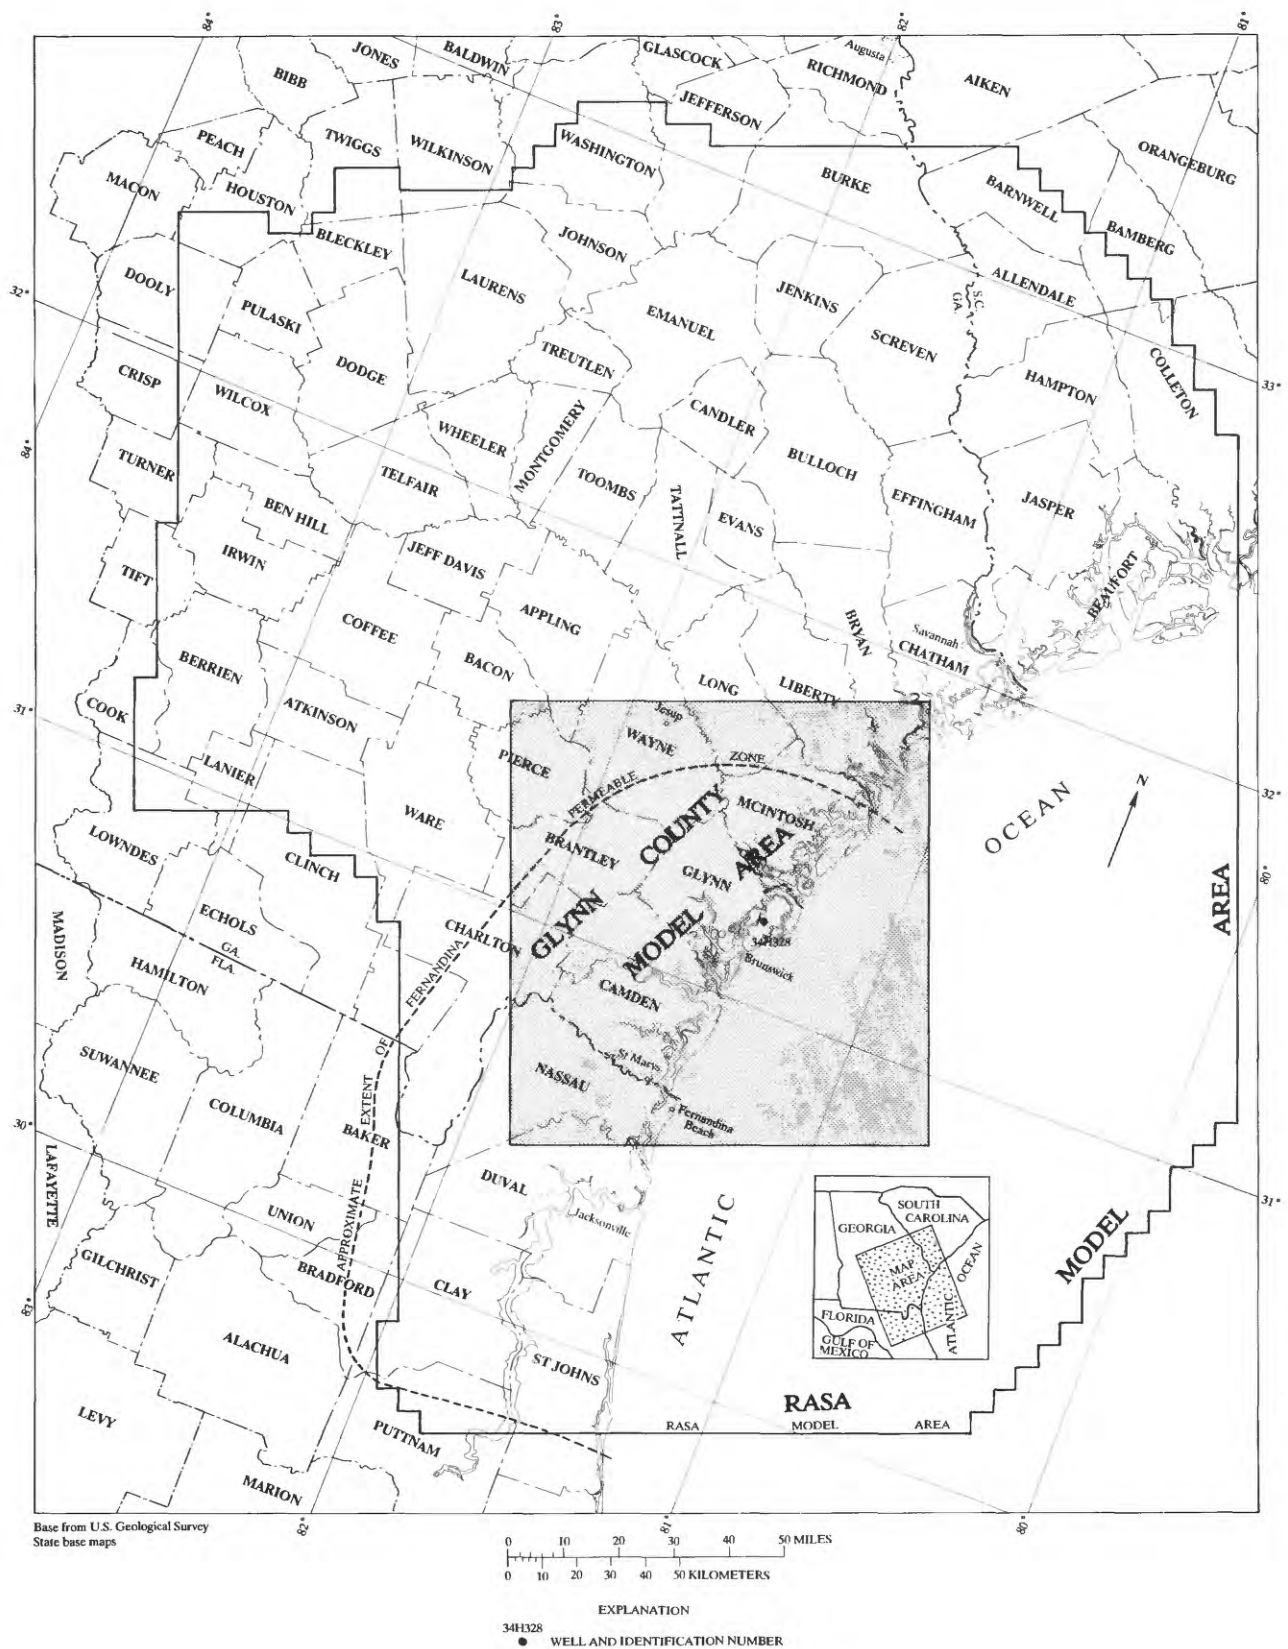 84°
83°
82°
81°
JONES
BALDWIN
GLASCOCK
Augusta
RICHMOND
AIKEN
BIBB
JEFFERSON
PEACH
TWIGGS
WILKINSON
WASHINGTON
ORANGEBURG
MACON
HOUSTON
BURKE
BARNWELL
BAMBERG
BLECKLEY
JOHNSON
DOOLY
LAURENS
JENKINS
ALLENDALE
32°
PULASKI
EMANUEL
S.C.
GA.
SCREVEN
TREUTLEN
CRISP
DODGE
HAMPTON
COLLETON
33°
WILCOX
CANDLER
84°
WHEELER
MONTGOMERY
BULLOCH
TURNER
TELFAIR
TOOMBS
BEN HILL
TATTNALL
EVANS
EFFINGHAM
JASPER
IRWIN
JEFF DAVIS
TIFT
BEAUFORT
COFFEE
APPLING
BRYAN
Savannah
CHATHAM
BERRIEN
BACON
LONG
LIBERTY
31°
COOK
ATKINSON
Jesup
WAYNE
LANIER
PIERCE
ZONE
PERMEABLE
N
OCEAN
32°
WARE
COUNTY
MCINTOSH
LOWNDES
BRANTLEY
AREA
CLINCH
GLYNN
80°
AREA
ECHOLS
GLYNN
MADISON
CHARLTON
MODEL
34H328
GA.
FLA.
HAMILTON
FERNANDINA
Brunswick
CAMDEN
OF
SUWANNEE
St Marys
NASSAU
EXTENT
COLUMBIA
Fernandina
Beach
30°
BAKER
LAFAYETTE
DUVAL
31°
APPROXIMATE
ATLANTIC
UNION
Jacksonville
SOUTH
CAROLINA
GEORGIA
MODEL
GILCHRIST
MAP
AREA
OCEAN
BRADFORD
CLAY
83°
FLORIDA
ATLANTIC
GULF OF
MEXICO
ALACHUA
ST JOHNS
RASA
LEVY
RASA MODEL AREA
PUTTNAM
MARION
82°
81°
80°
Base from U.S. Geological Survey
State base maps
0 10 20 30 40 50 MILES
0 10 20 30 40 50 KILOMETERS
EXPLANATION
34H328
WELL AND IDENTIFICATION NUMBER